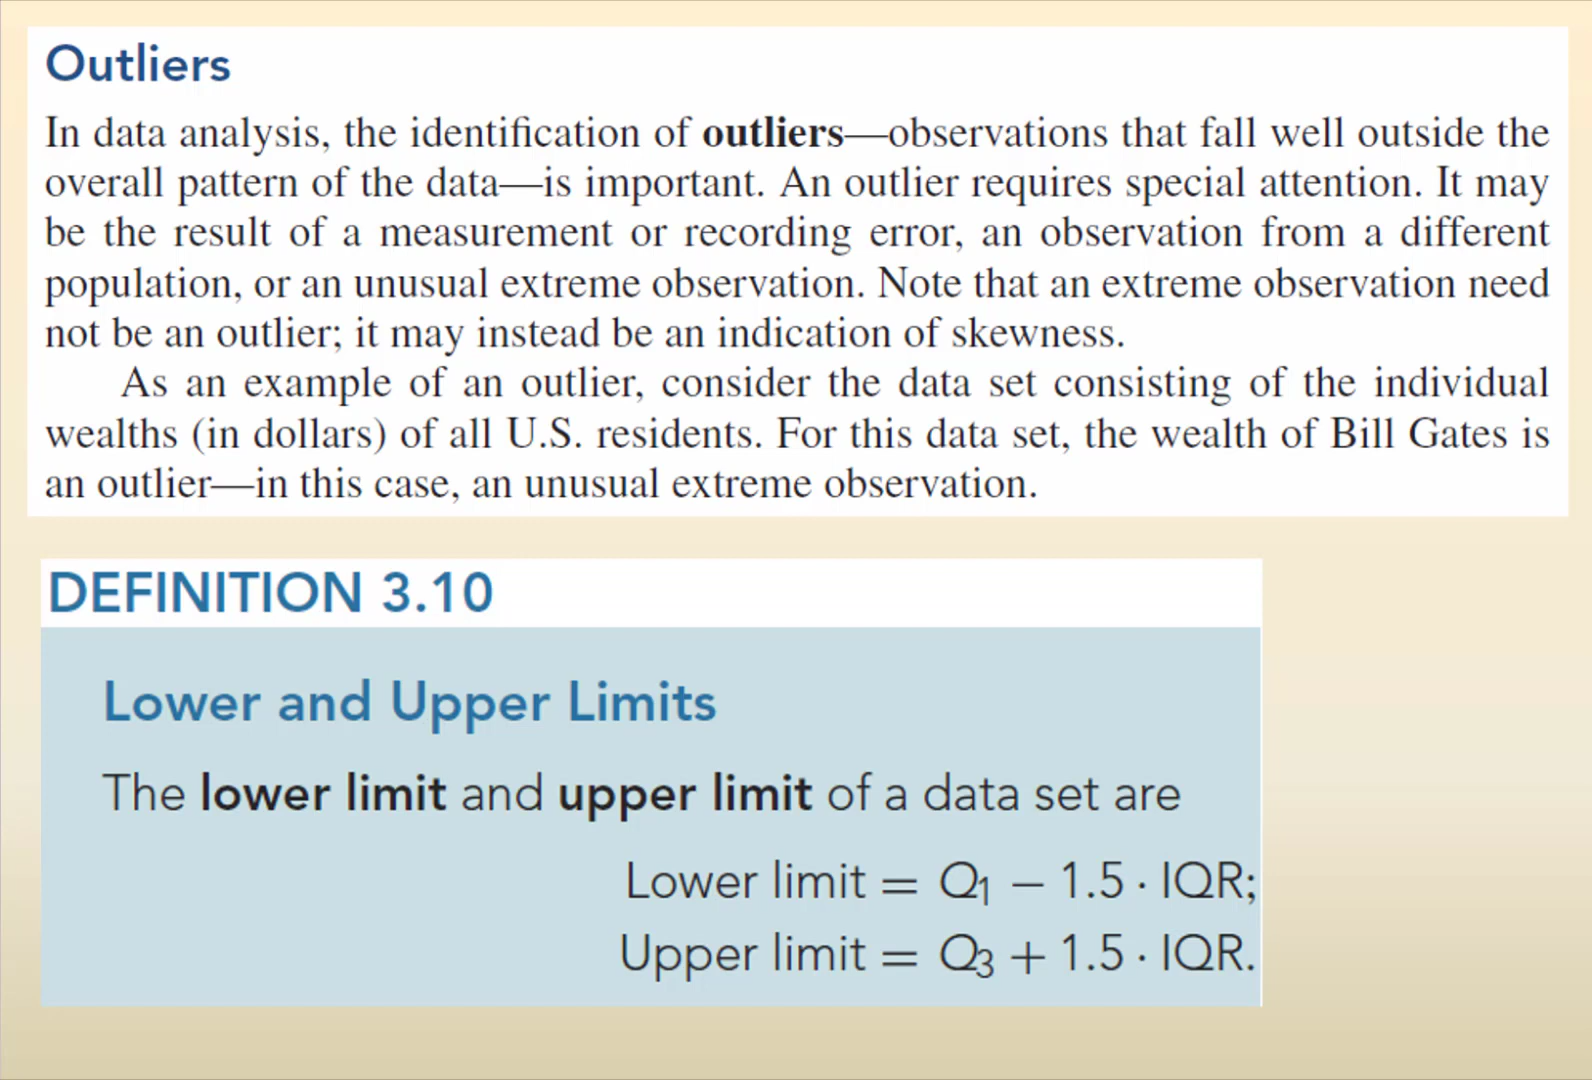 Outliers
In data analysis, the identification of outliers—observations that fall well outside the
overall pattern of the data—is important. An outlier requires special attention. It may
be the result of a measurement or recording error, an observation from a different
population, or an unusual extreme observation. Note that an extreme observation need
not be an outlier; it may instead be an indication of skewness.
As an example of an outlier, consider the data set consisting of the individual
wealths (in dollars) of all U.S. residents. For this data set, the wealth of Bill Gates is
an outlier—in this case, an unusual extreme observation.
DEFINITION 3.10
Lower and Upper Limits
The lower limit and upper limit of a data set are
Lower limit = Q₁ − 1.5 · IQR;
Upper limit = Q₃ + 1.5 · IQR.